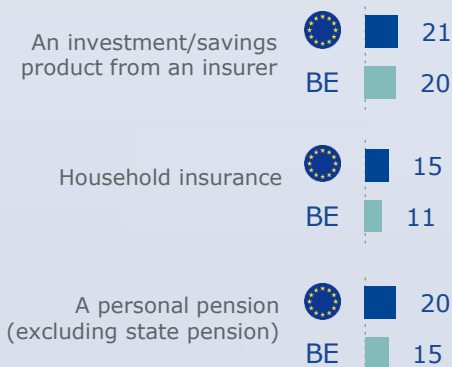 An investment/savings
product from an insurer
21
BE 20
Household insurance
15
BE 11
A personal pension
(excluding state pension)
20
BE 15